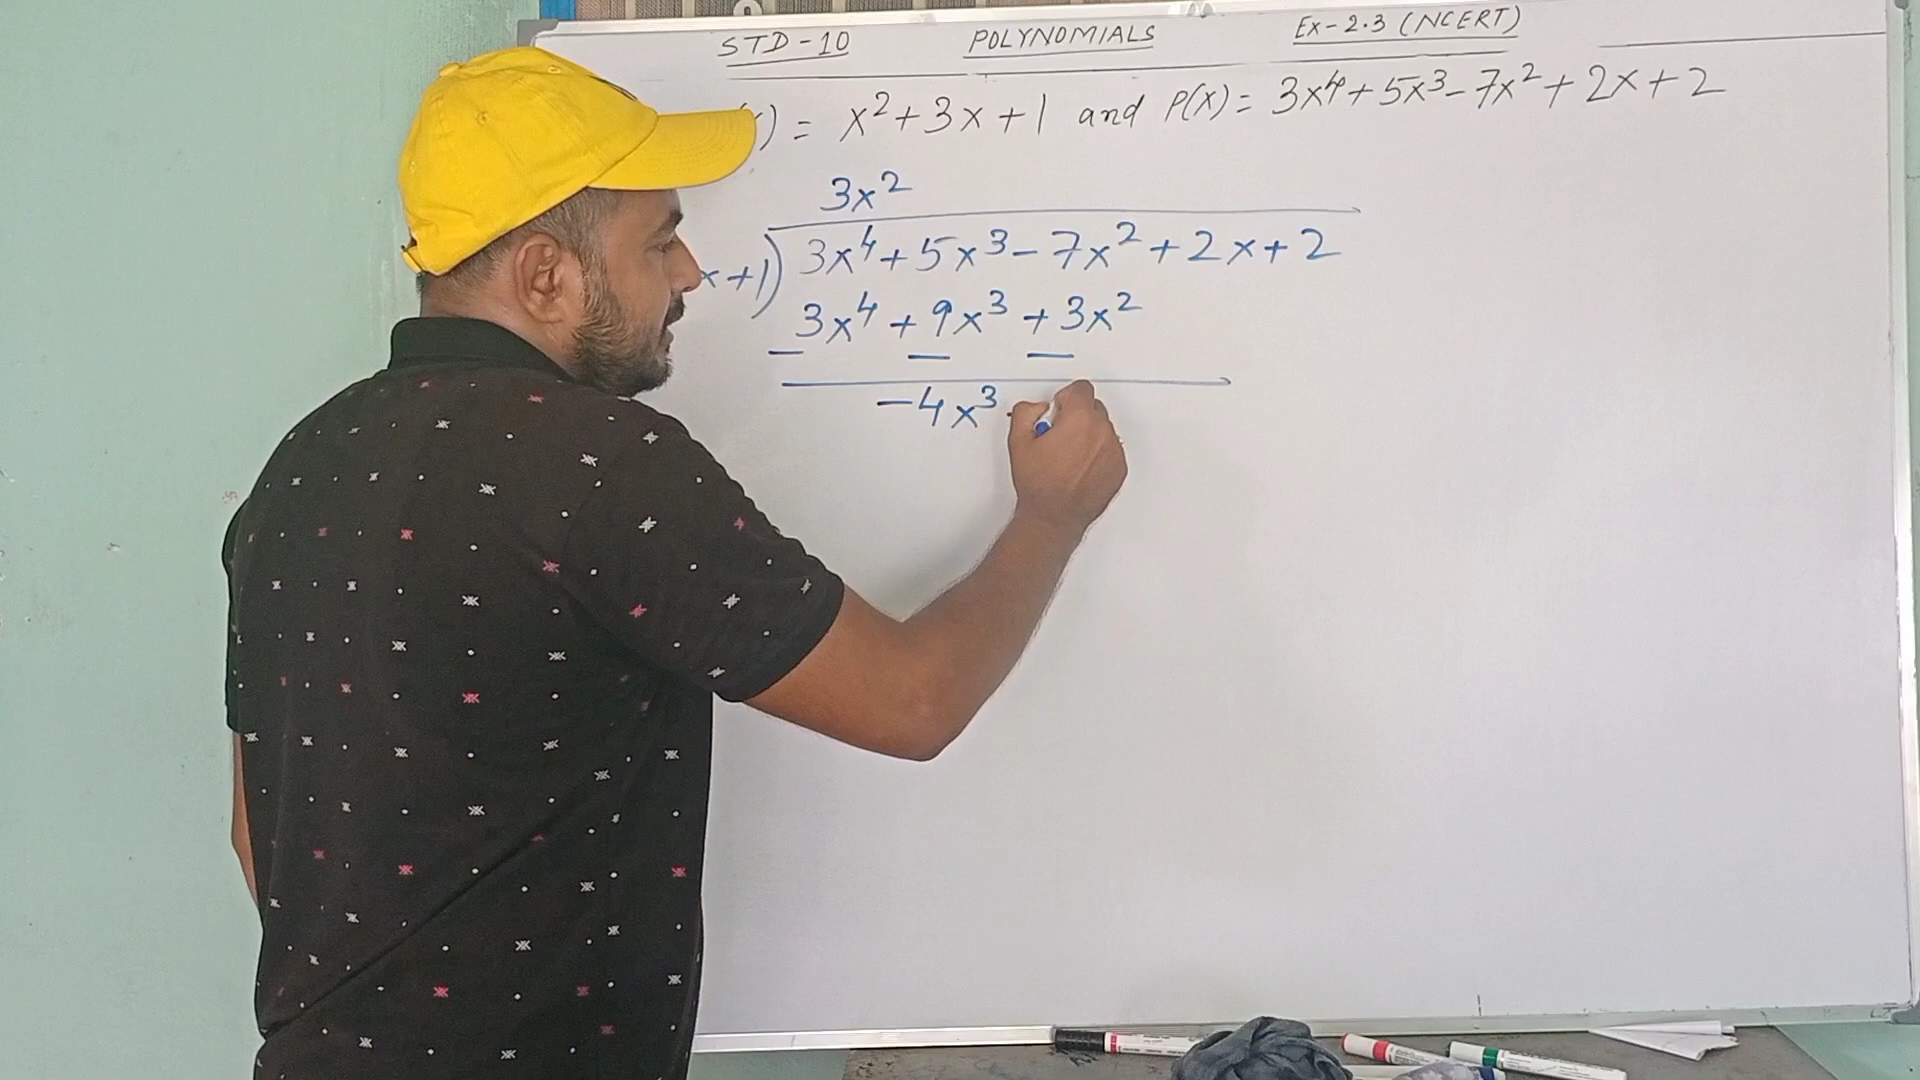 STD-10 POLYNOMIALS Ex-2.3 (NCERT)
) = x²+3x+1 and P(x)= 3x⁴+5x³-7x²+2x+2
3x²
x+1) 3x⁴+5x³-7x²+2x+2
3x⁴+9x³+3x²
— — —
-4x³